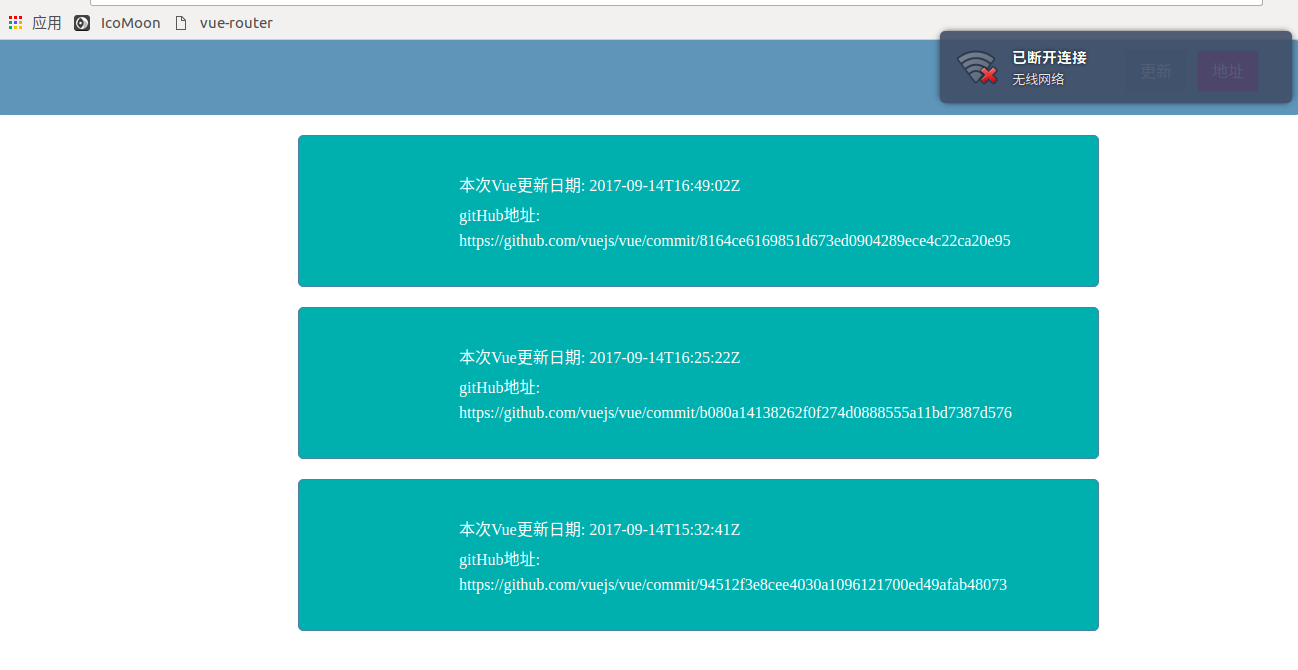 应用 IcoMoon vue-router
已断开连接
无线网络
更新 地址
本次Vue更新日期: 2017-09-14T16:49:02Z
gitHub地址:
https://github.com/vuejs/vue/commit/8164ce6169851d673ed0904289ece4c22ca20e95
本次Vue更新日期: 2017-09-14T16:25:22Z
gitHub地址:
https://github.com/vuejs/vue/commit/b080a14138262f0f274d0888555a11bd7387d576
本次Vue更新日期: 2017-09-14T15:32:41Z
gitHub地址:
https://github.com/vuejs/vue/commit/94512f3e8cee4030a1096121700ed49afab48073